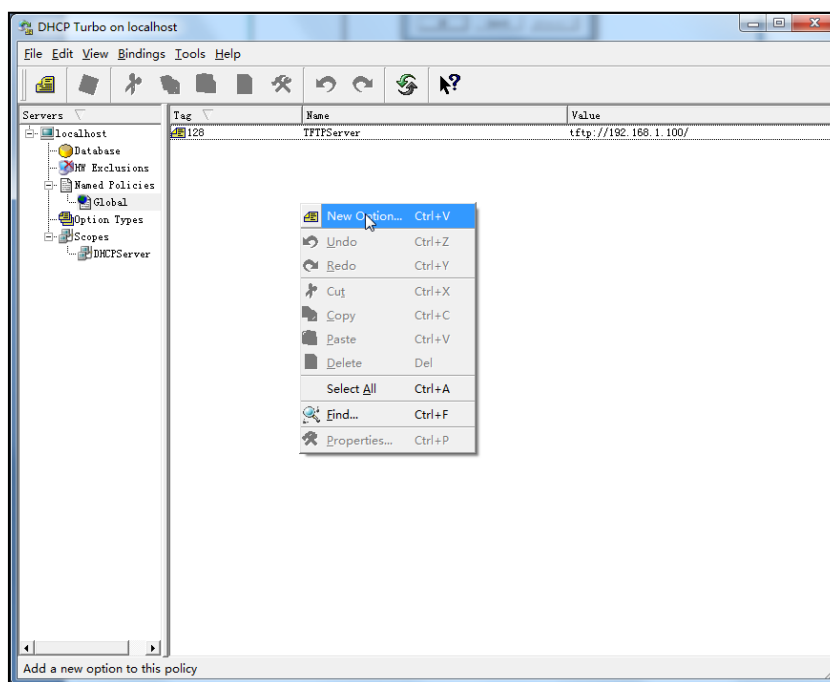 DHCP Turbo on localhost
File Edit View Bindings Tools Help
Servers
Tag Name Value
localhost
128 TFTPServer tftp://192.168.1.100/
Database
HW Exclusions
Named Policies
Global
Option Types
Scopes
DHCPServer
New Option... Ctrl+V
Undo Ctrl+Z
Redo Ctrl+Y
Cut Ctrl+X
Copy Ctrl+C
Paste Ctrl+V
Delete Del
Select All Ctrl+A
Find... Ctrl+F
Properties... Ctrl+P
Add a new option to this policy